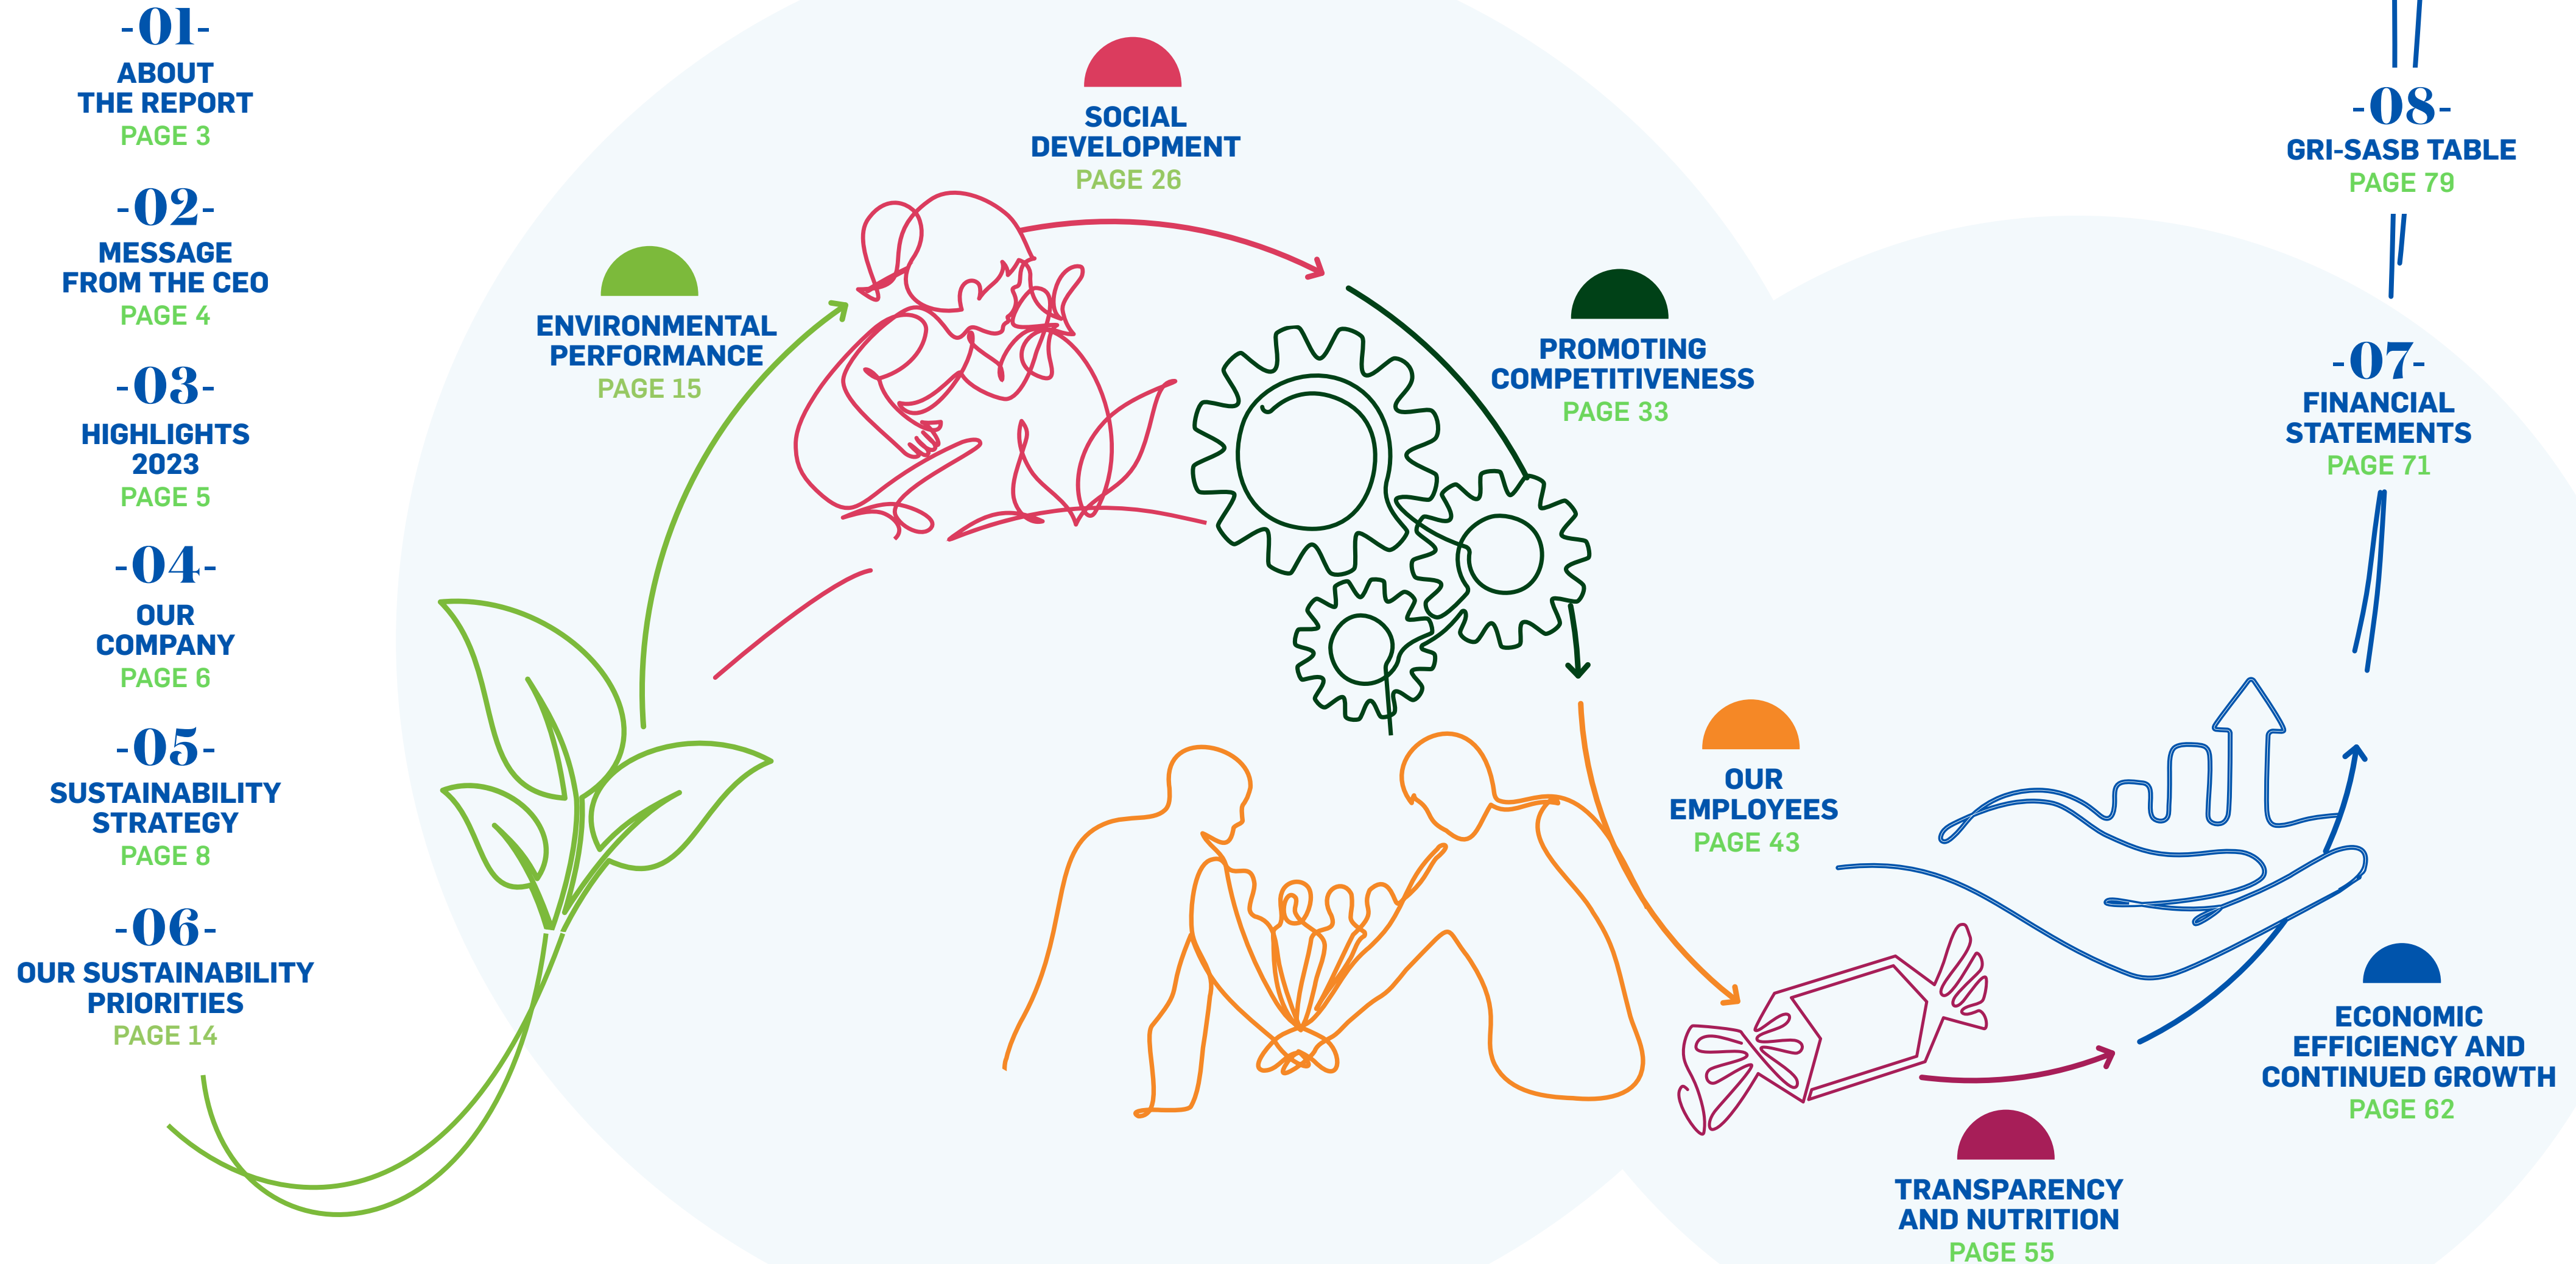 -01-
ABOUT
THE REPORT
PAGE 3
-02-
MESSAGE
FROM THE CEO
PAGE 4
-03-
HIGHLIGHTS
2023
PAGE 5
-04-
OUR
COMPANY
PAGE 6
-05-
SUSTAINABILITY
STRATEGY
PAGE 8
-06-
OUR SUSTAINABILITY
PRIORITIES
PAGE 14
ENVIRONMENTAL
PERFORMANCE
PAGE 15
SOCIAL
DEVELOPMENT
PAGE 26
PROMOTING
COMPETITIVENESS
PAGE 33
OUR
EMPLOYEES
PAGE 43
TRANSPARENCY
AND NUTRITION
PAGE 55
ECONOMIC
EFFICIENCY AND
CONTINUED GROWTH
PAGE 62
-07-
FINANCIAL
STATEMENTS
PAGE 71
-08-
GRI-SASB TABLE
PAGE 79